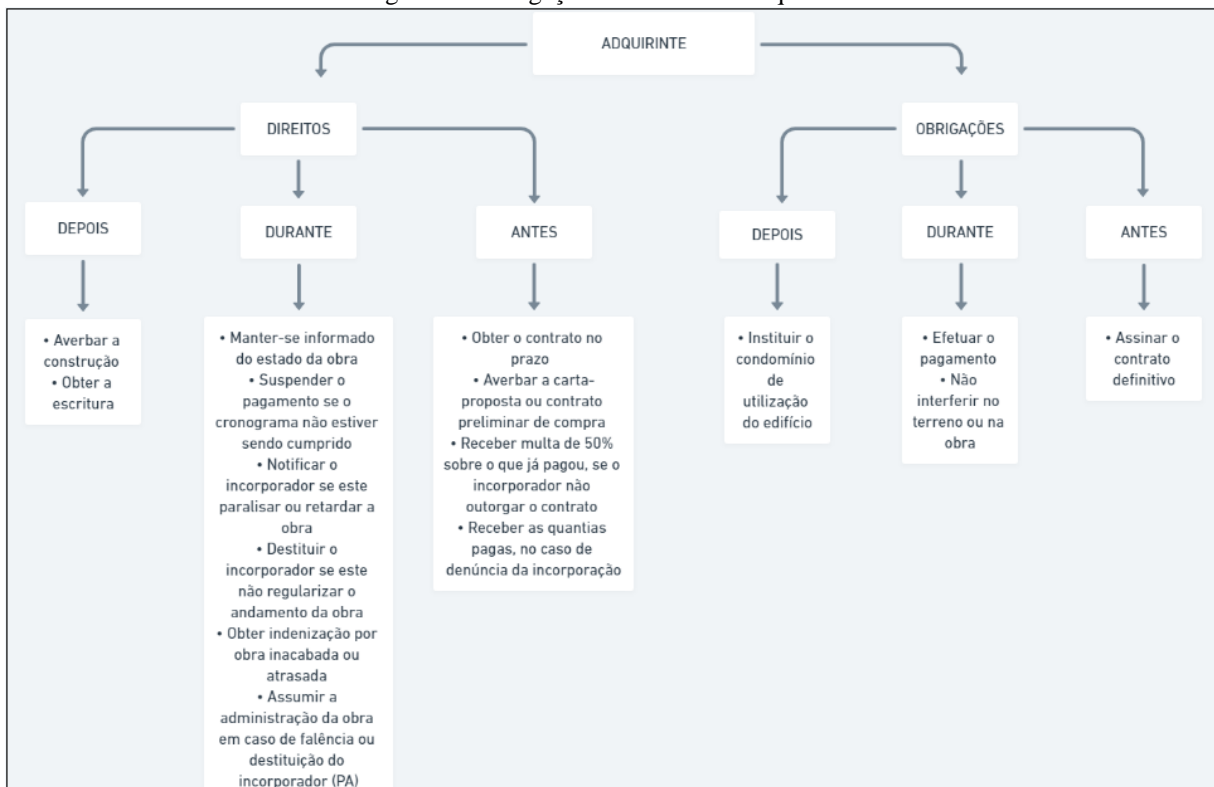 ADQUIRINTE
DIREITOS
OBRIGAÇÕES
DEPOIS
DURANTE
ANTES
DEPOIS
DURANTE
ANTES
• Averbar a
construção
• Obter a
escritura
• Manter-se informado
do estado da obra
• Suspender o
pagamento se o
cronograma não estiver
sendo cumprido
• Notificar o
incorporador se este
paralisar ou retardar a
obra
• Destituir o
incorporador se este
não regularizar o
andamento da obra
• Obter indenização por
obra inacabada ou
atrasada
• Assumir a
administração da obra
em caso de falência ou
destituição do
incorporador (PA)
• Obter o contrato no
prazo
• Averbar a carta-
proposta ou contrato
preliminar de compra
• Receber multa de 50%
sobre o que já pagou, se o
incorporador não
outorgar o contrato
• Receber as quantias
pagas, no caso de
denúncia da incorporação
• Instituir o
condomínio
de
utilização
do edifício
• Efetuar o
pagamento
• Não
interferir no
terreno ou na
obra
• Assinar o
contrato
definitivo